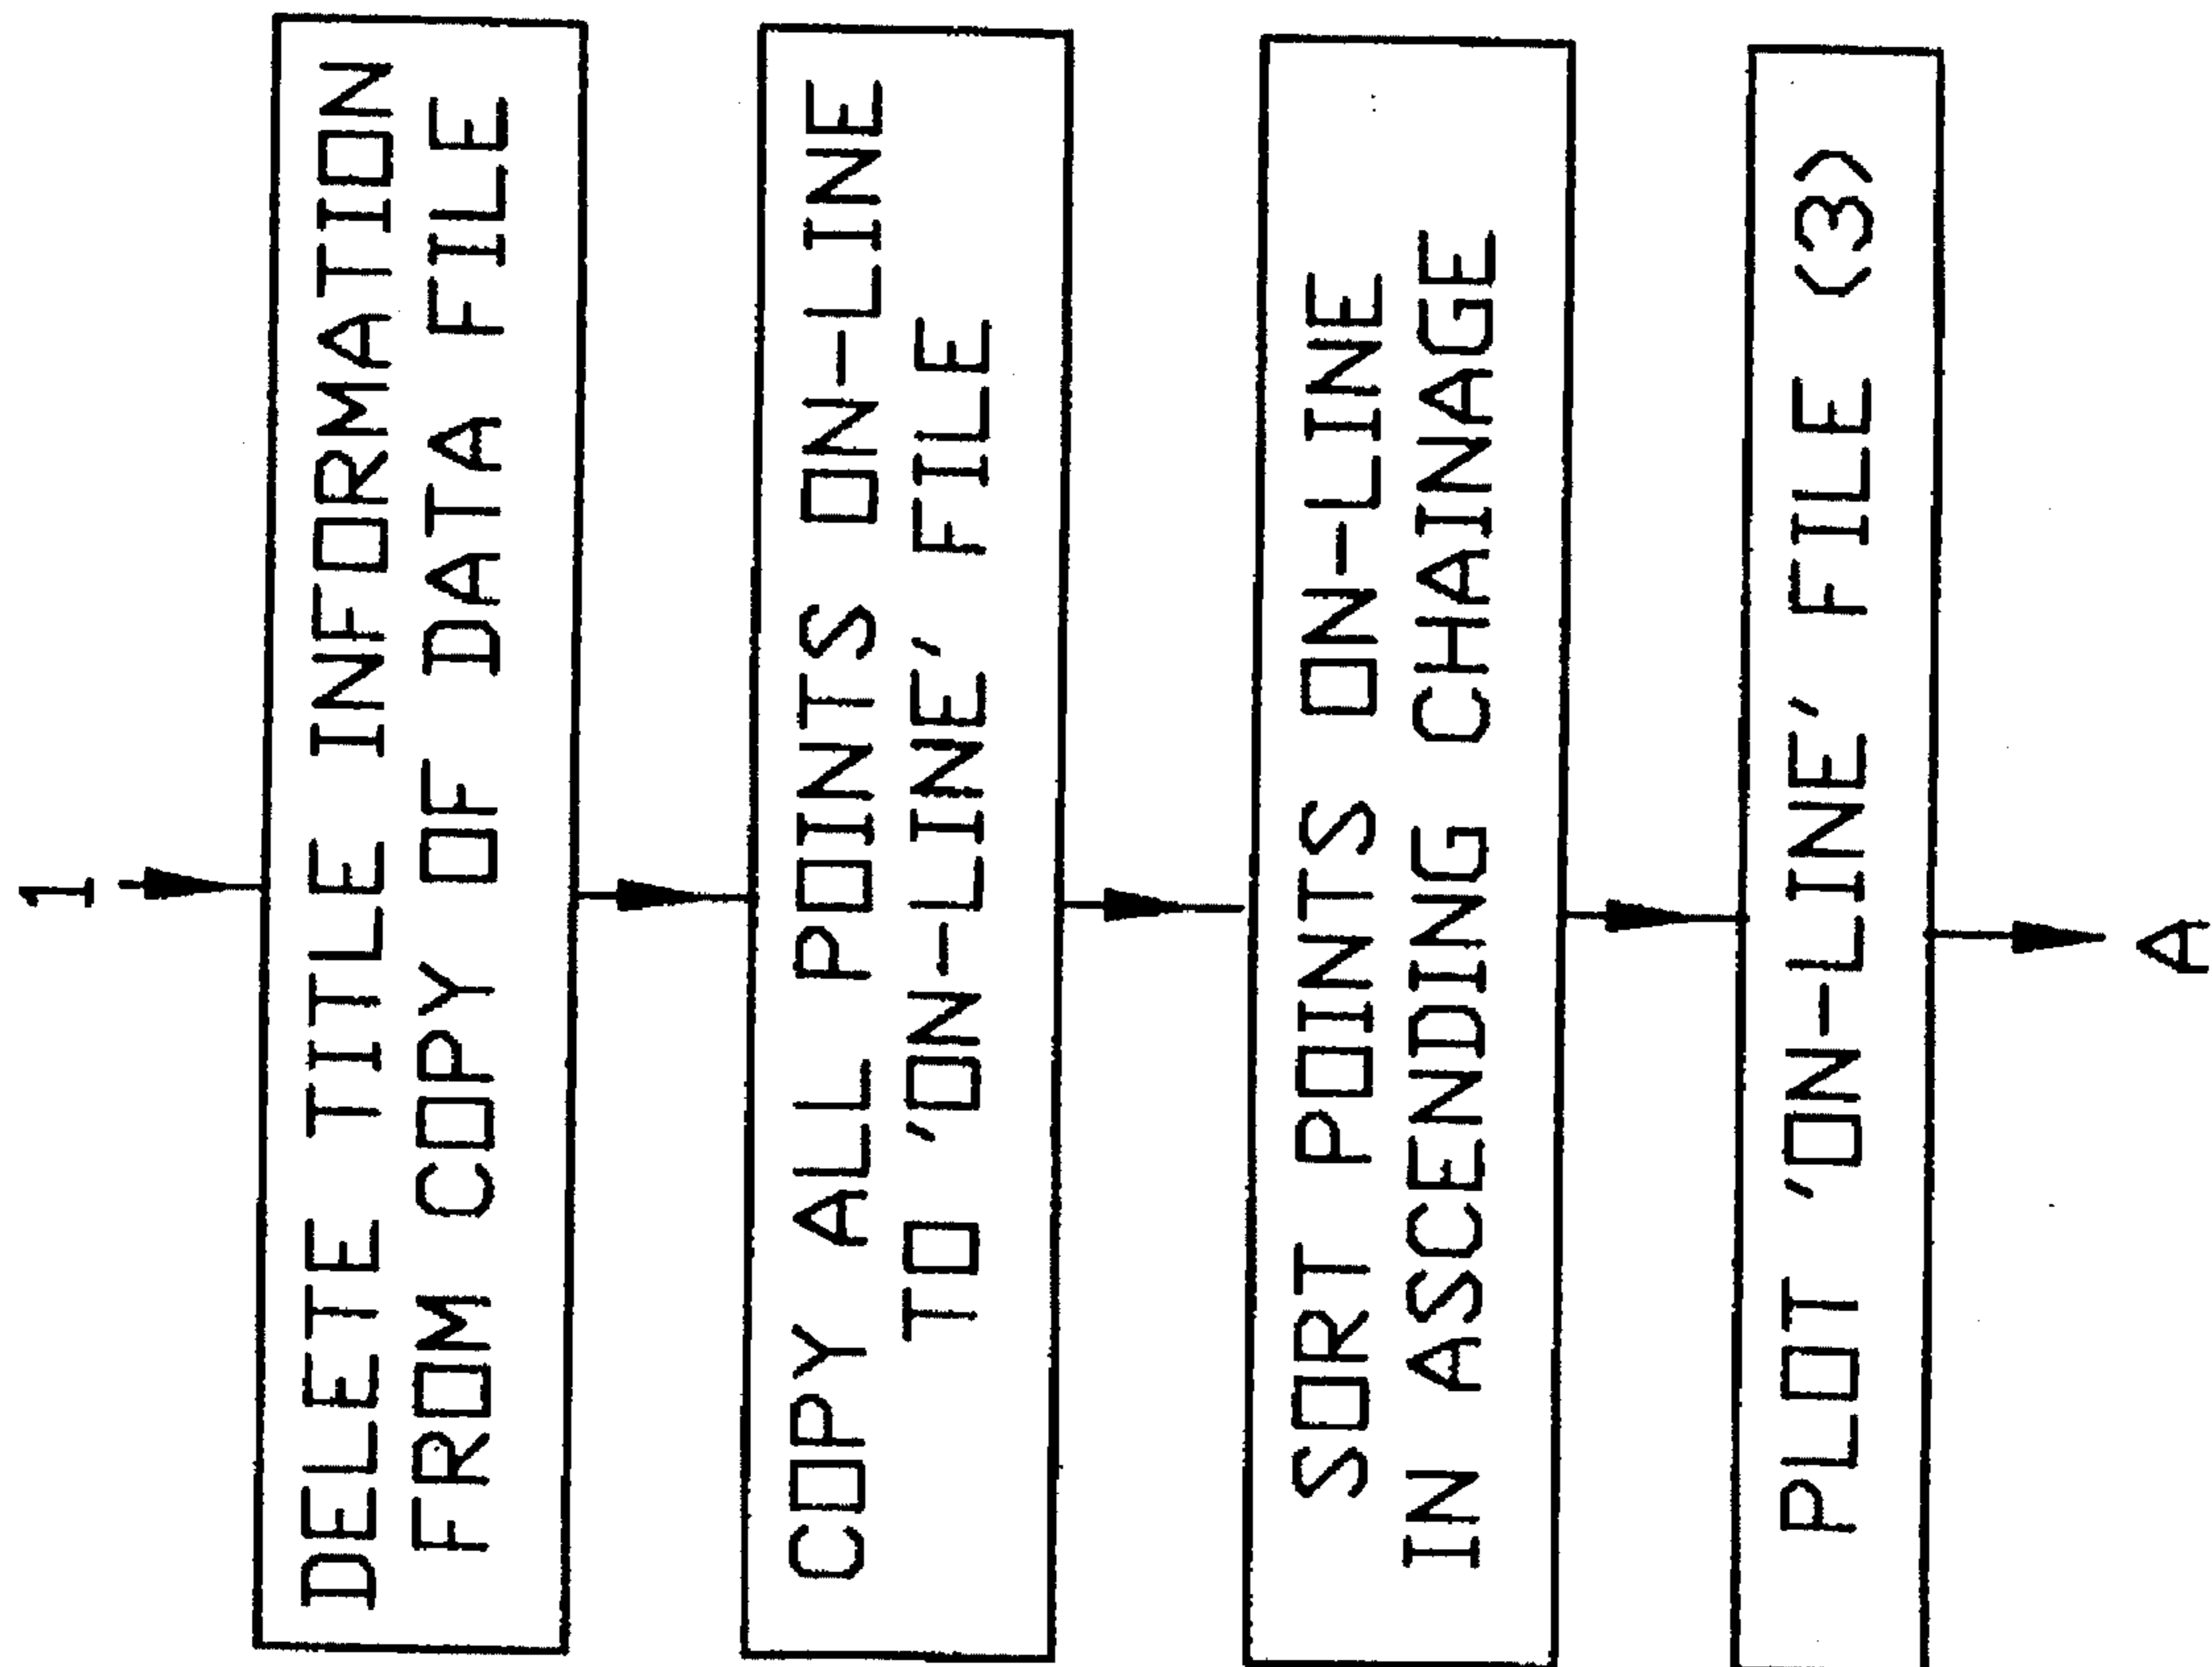 1
DELETE TITLE INFORMATION
FROM COPY OF DATA FILE
COPY ALL POINTS ON-LINE
TO 'ON-LINE' FILE
SORT POINTS ON-LINE
IN ASCENDING CHAINAGE
PLOT 'ON-LINE' FILE (3)
A